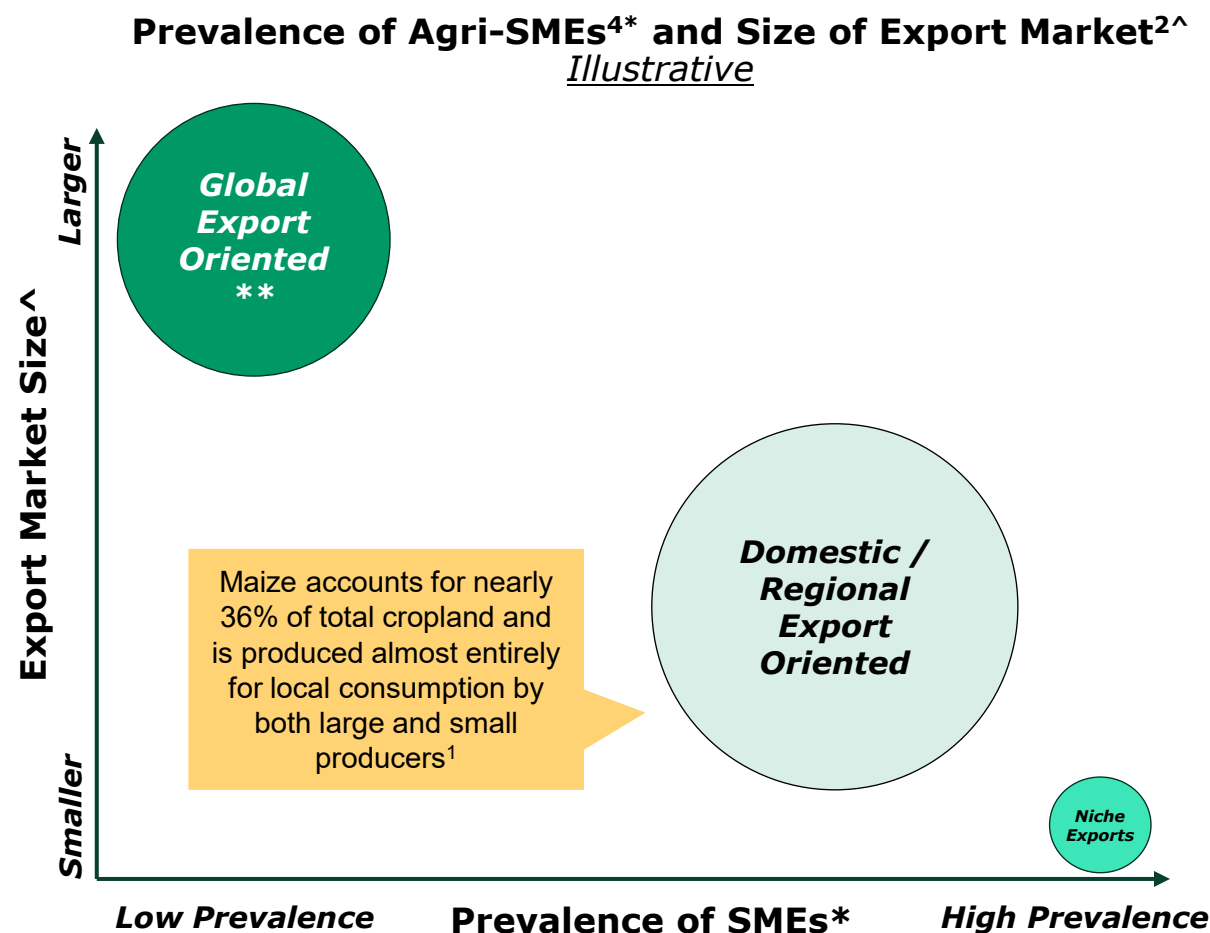 Prevalence of Agri-SMEs⁴* and Size of Export Market²^
Illustrative
Larger
Export Market Size^
Smaller
Global
Export
Oriented
**
Domestic /
Regional
Export
Oriented
Maize accounts for nearly
36% of total cropland and
is produced almost entirely
for local consumption by
both large and small
producers¹
Niche
Exports
Low Prevalence
Prevalence of SMEs*
High Prevalence